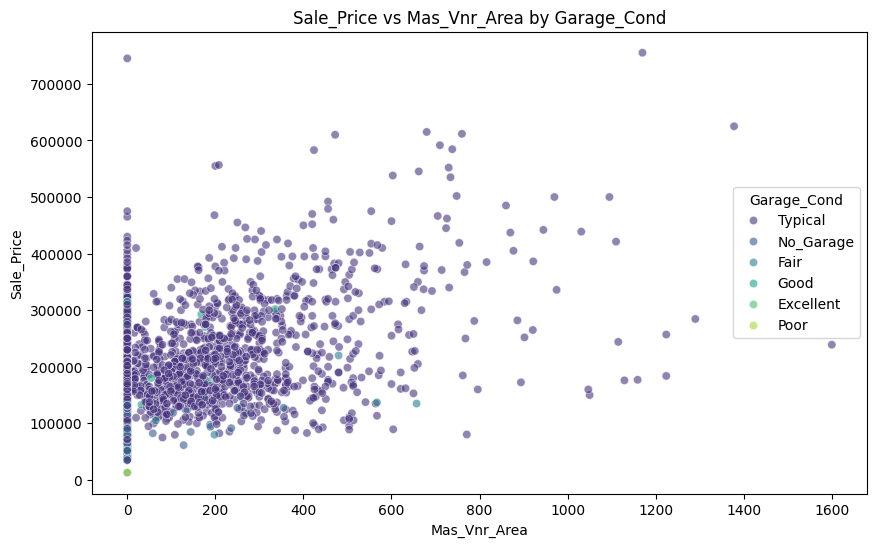 Sale_Price vs Mas_Vnr_Area by Garage_Cond
700000
600000
500000
400000
300000
200000
100000
0
Sale_Price
Garage_Cond
Typical
No_Garage
Fair
Good
Excellent
Poor
0 200 400 600 800 1000 1200 1400 1600
Mas_Vnr_Area